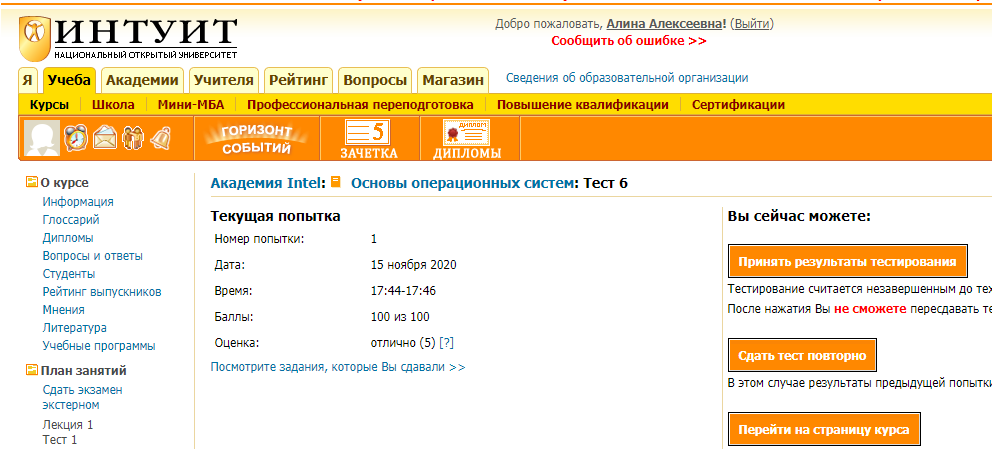 ИНТУИТ
НАЦИОНАЛЬНЫЙ ОТКРЫТЫЙ УНИВЕРСИТЕТ
Добро пожаловать, Алина Алексеевна! (Выйти)
Сообщить об ошибке >>
Я Учеба Академии Учителя Рейтинг Вопросы Магазин Сведения об образовательной организации
Курсы Школа Мини-МБА Профессиональная переподготовка Повышение квалификации Сертификации
ГОРИЗОНТ СОБЫТИЙ
5
ЗАЧЕТКА
ДИПЛОМ
ДИПЛОМЫ
О курсе
Информация
Глоссарий
Дипломы
Вопросы и ответы
Студенты
Рейтинг выпускников
Мнения
Литература
Учебные программы
План занятий
Сдать экзамен
экстерном
Лекция 1
Тест 1
Академия Intel: Основы операционных систем: Тест 6
Текущая попытка
Номер попытки: 1
Дата: 15 ноября 2020
Время: 17:44-17:46
Баллы: 100 из 100
Оценка: отлично (5) [?]
Посмотрите задания, которые Вы сдавали >>
Вы сейчас можете:
Принять результаты тестирования
Тестирование считается незавершенным до тех
После нажатия Вы не сможете пересдавать те
Сдать тест повторно
В этом случае результаты предыдущей попытки
Перейти на страницу курса